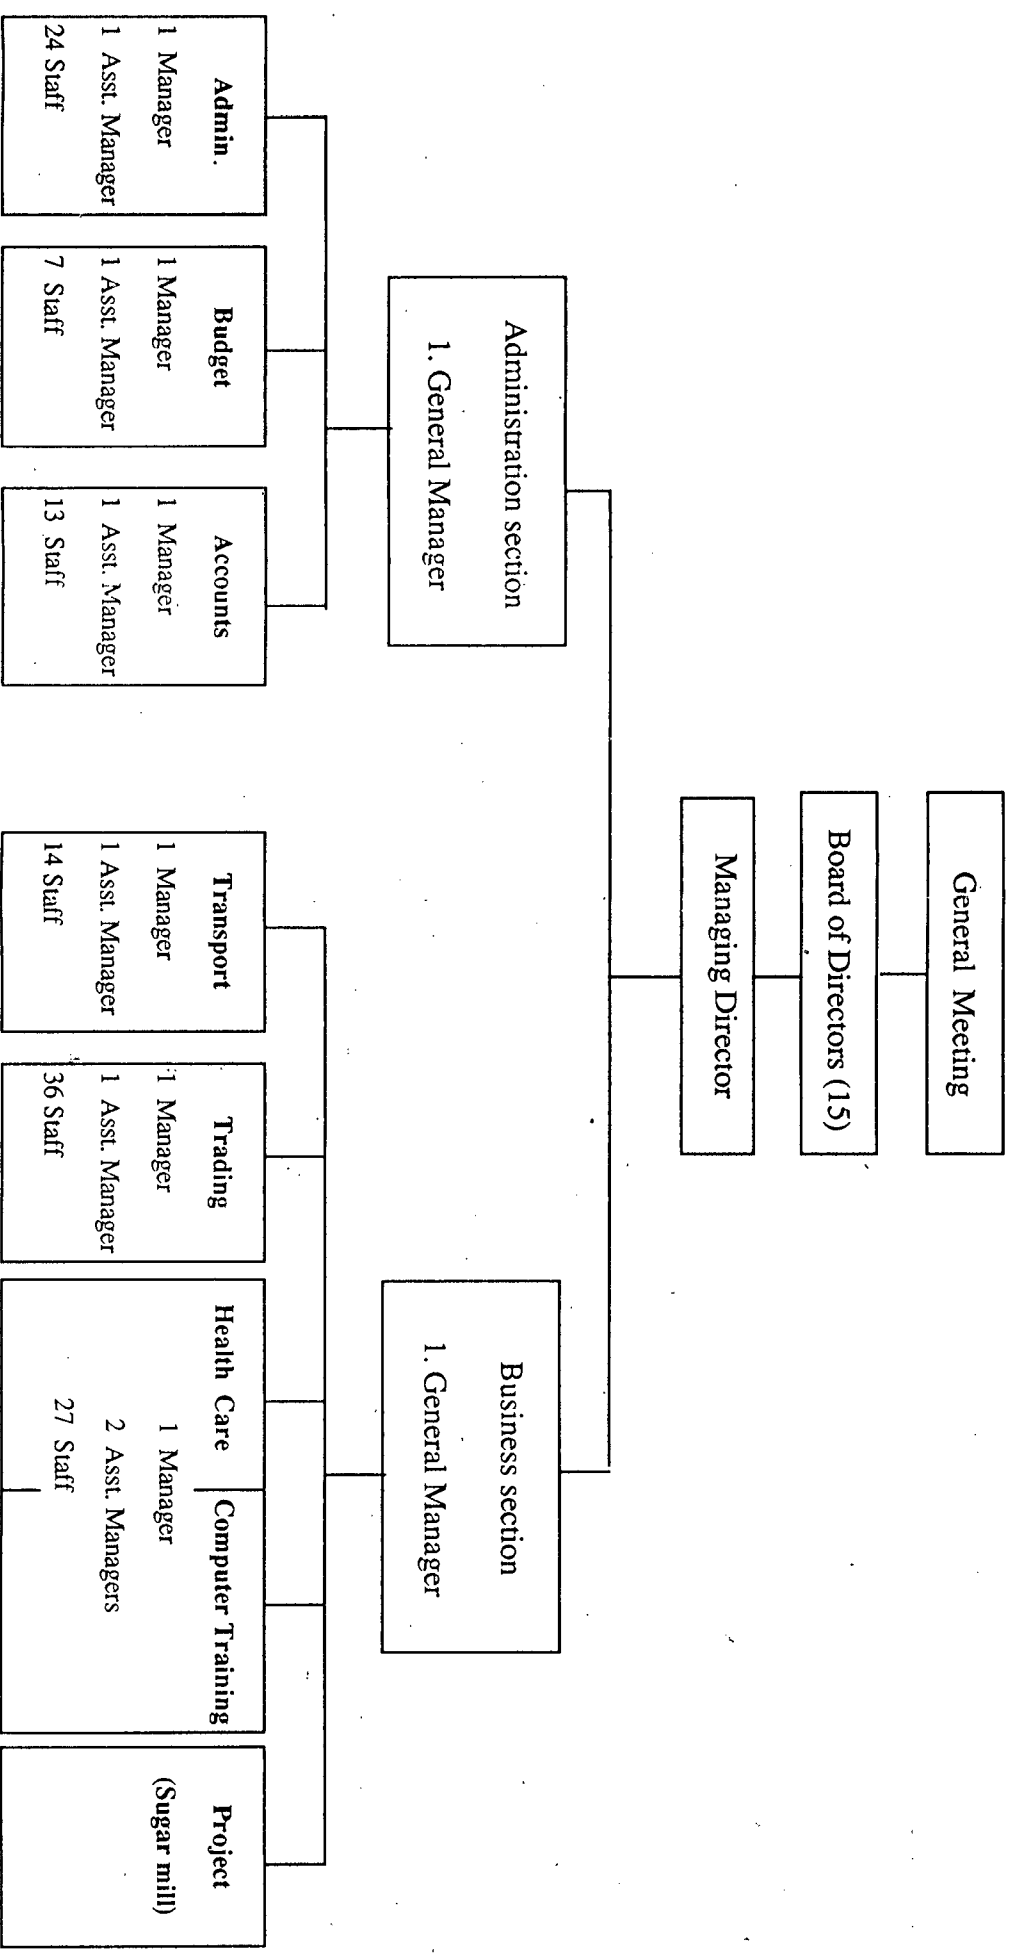 General Meeting
Board of Directors (15)
Managing Director
Administration section
1. General Manager
Business section
1. General Manager
Admin.
1 Manager
1 Asst. Manager
24 Staff
Budget
1 Manager
1 Asst. Manager
7 Staff
Accounts
1 Manager
1 Asst. Manager
13 Staff
Transport
1 Manager
1 Asst. Manager
14 Staff
Trading
1 Manager
1 Asst. Manager
36 Staff
Health Care
Computer Training
1 Manager
2 Asst. Managers
27 Staff
Project
(Sugar mill)